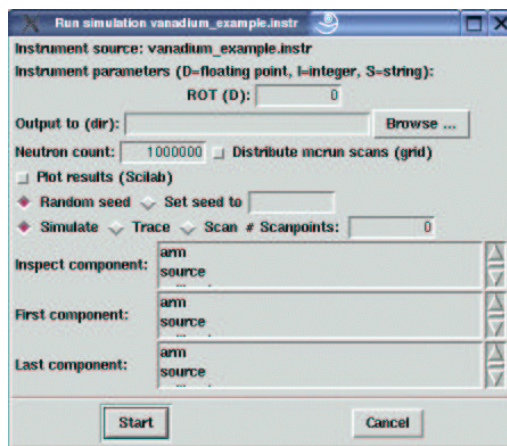 Run simulation vanadium_example.instr
Instrument source: vanadium_example.instr
Instrument parameters (D=floating point, I=integer, S=string):
ROT (D): 0
Output to (dir): Browse ...
Neutron count: 1000000 Distribute mcrun scans (grid)
Plot results (Scilab)
Random seed Set seed to
Simulate Trace Scan # Scanpoints: 0
Inspect component: arm
source
First component: arm
source
Last component: arm
source
Start Cancel